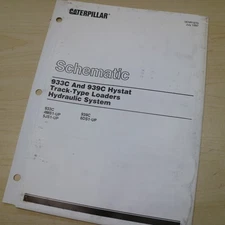 CATERPILLAR
Schematic
933C And 939C Hystat
Track-Type Loaders
Hydraulic System
933C
939C